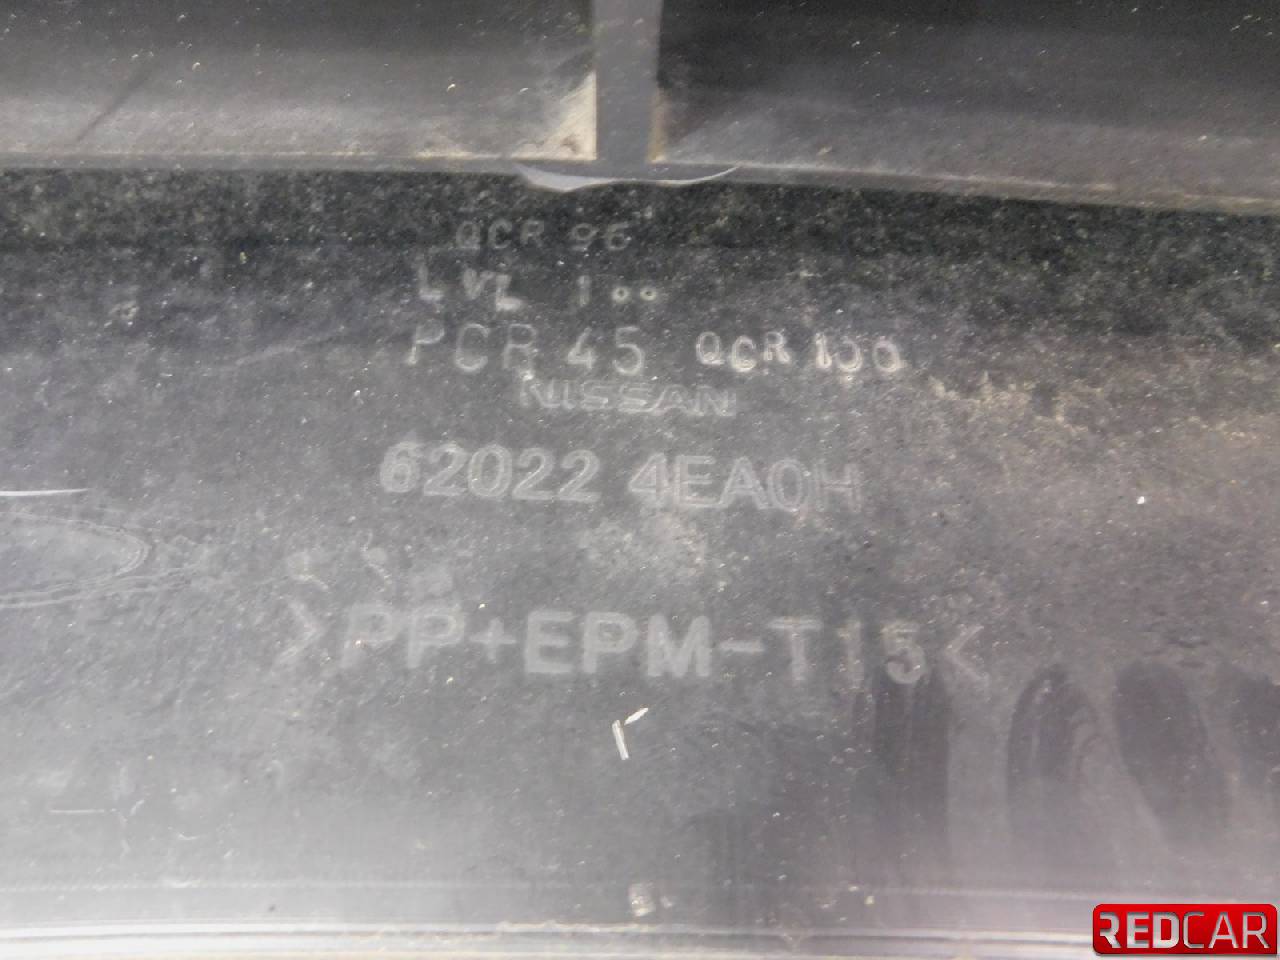 QCR 96
LVL 100
PCR 45 QCR 100
NISSAN
62022 4EA0H
>PP+EPM-T15<
REDCAR